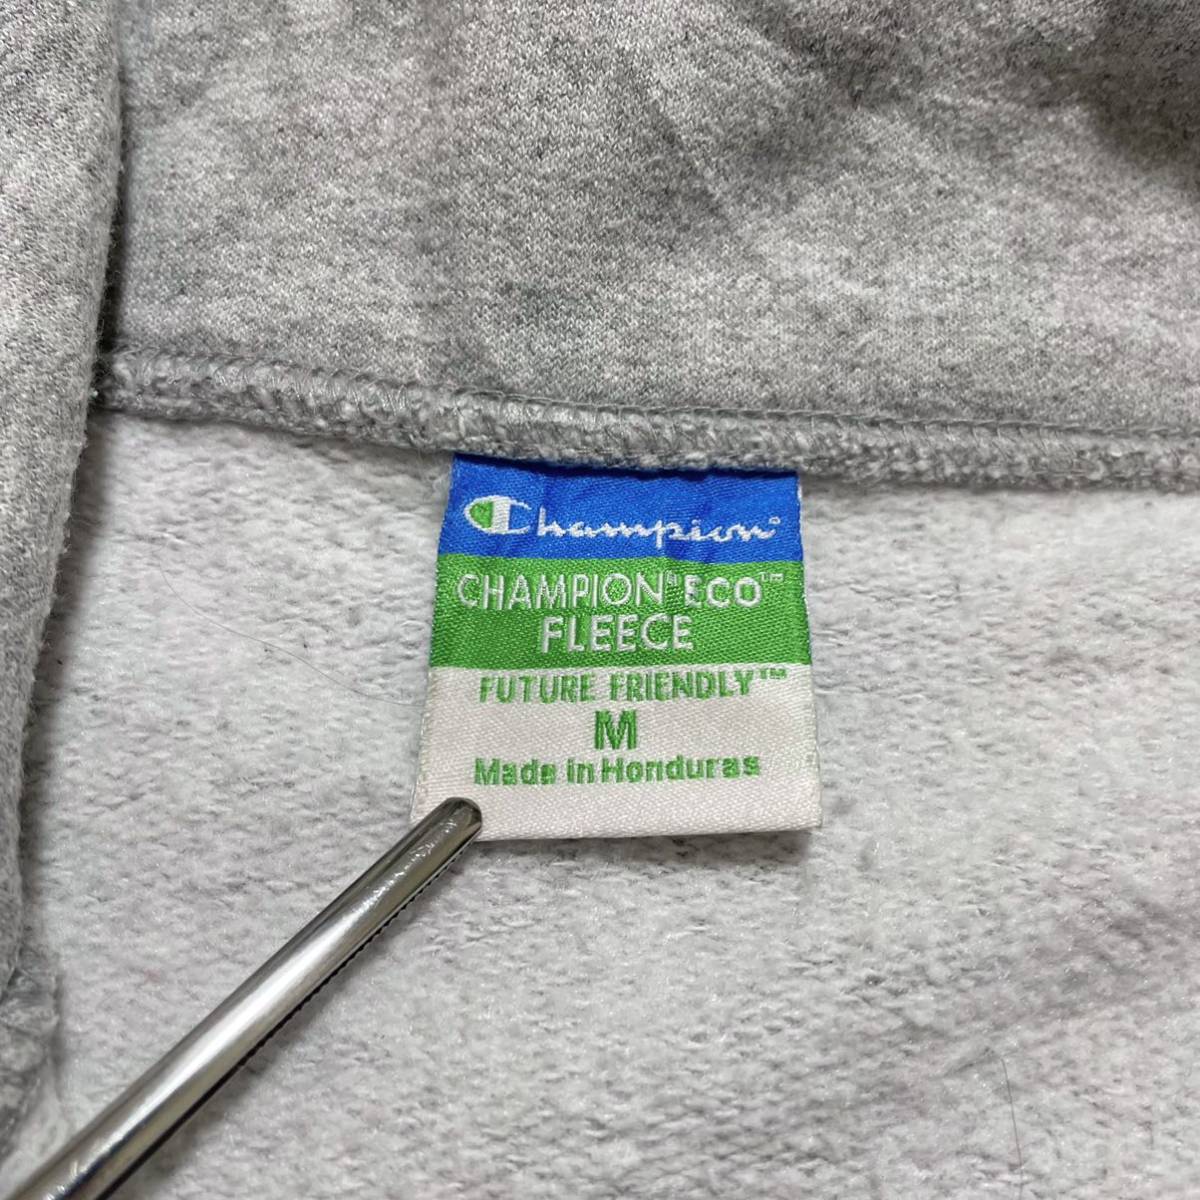 Champion®
CHAMPION® ECO™
FLEECE
FUTURE FRIENDLY™
M
Made in Honduras